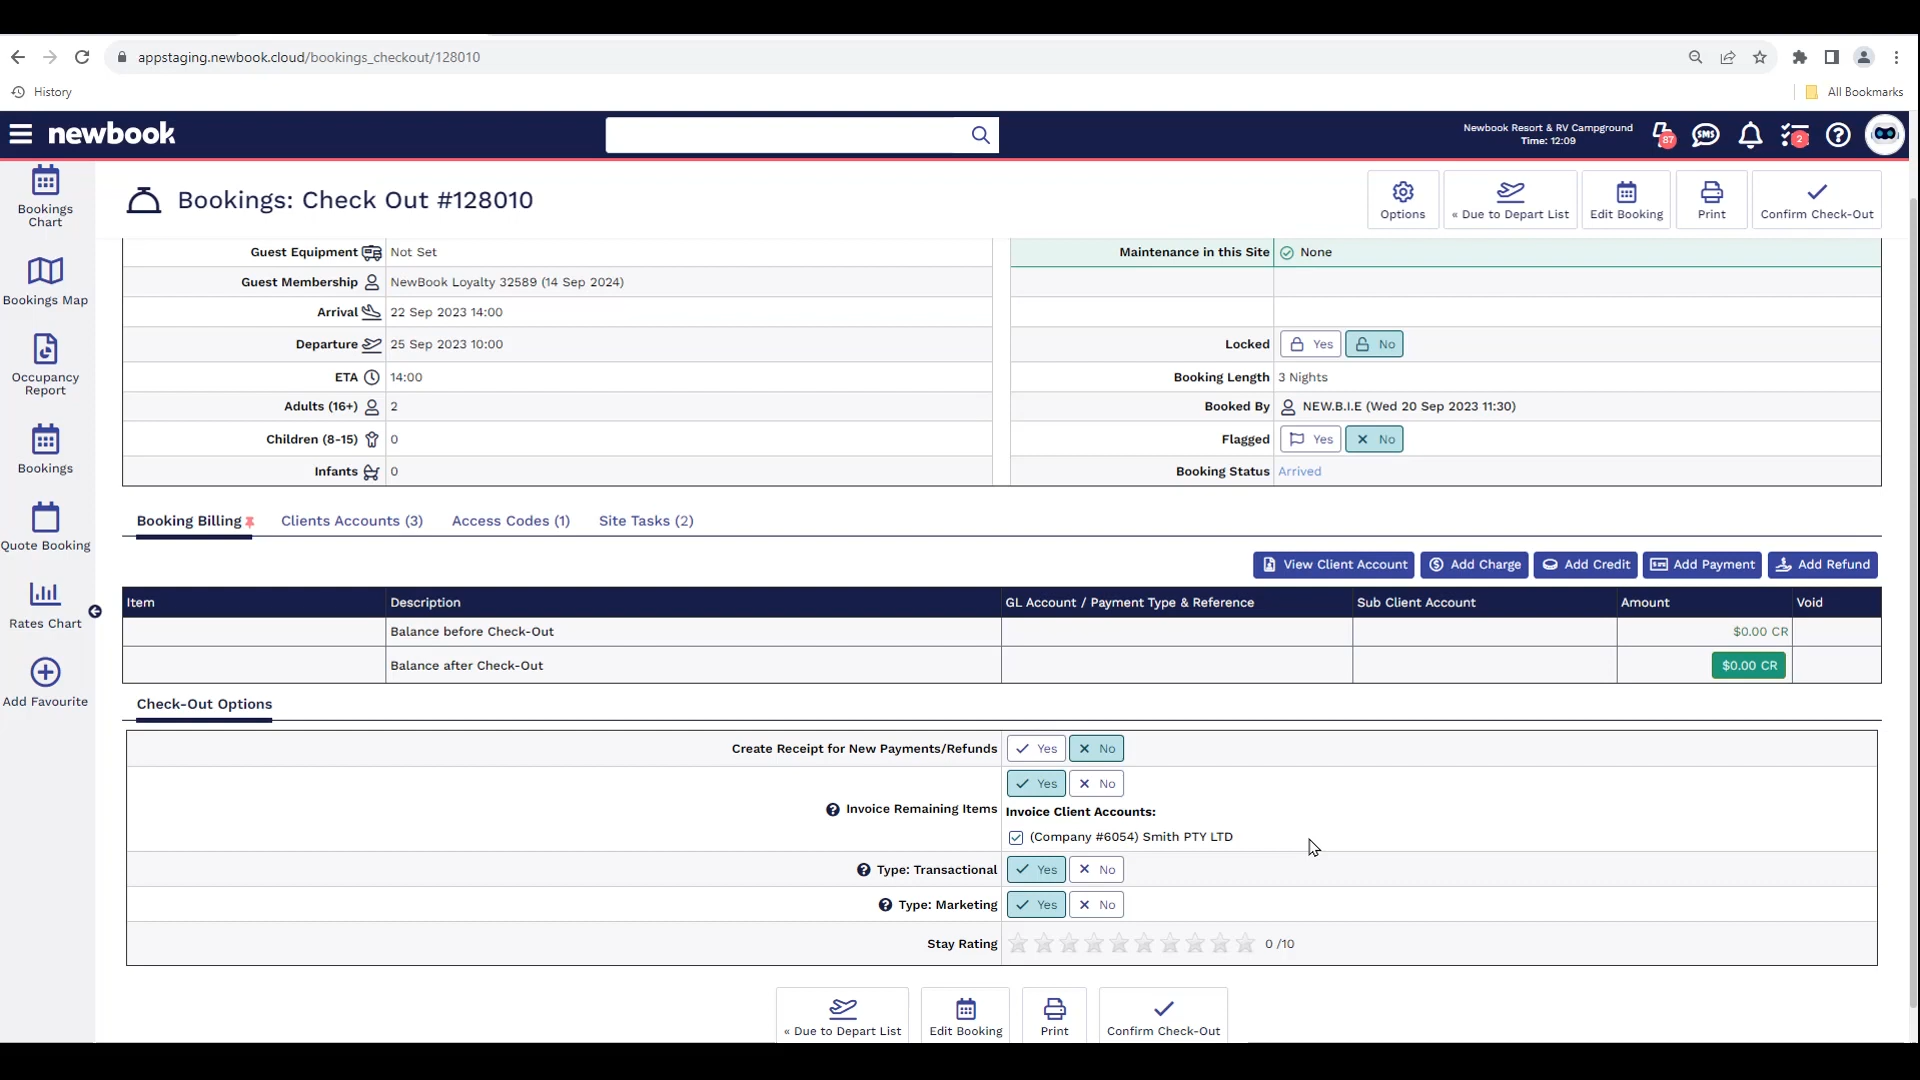 appstaging.newbook.cloud/bookings_checkout/128010
History
All Bookmarks
newbook
Newbook Resort & RV Campground
Time: 12:09
87
SMS
2
Bookings Chart
Bookings Map
Occupancy Report
Bookings
Quote Booking
Rates Chart
Add Favourite
Bookings: Check Out #128010
Options
« Due to Depart List
Edit Booking
Print
Confirm Check-Out
Guest Equipment Not Set
Maintenance in this Site None
Guest Membership NewBook Loyalty 32589 (14 Sep 2024)
Arrival 22 Sep 2023 14:00
Departure 25 Sep 2023 10:00
Locked Yes No
ETA 14:00
Booking Length 3 Nights
Adults (16+) 2
Booked By NEW.B.I.E (Wed 20 Sep 2023 11:30)
Children (8-15) 0
Flagged Yes No
Infants 0
Booking Status Arrived
Booking Billing Clients Accounts (3) Access Codes (1) Site Tasks (2)
View Client Account Add Charge Add Credit Add Payment Add Refund
Item Description GL Account / Payment Type & Reference Sub Client Account Amount Void
Balance before Check-Out $0.00 CR
Balance after Check-Out $0.00 CR
Check-Out Options
Create Receipt for New Payments/Refunds Yes No
Invoice Remaining Items Yes No
Invoice Client Accounts:
(Company #6054) Smith PTY LTD
Type: Transactional Yes No
Type: Marketing Yes No
Stay Rating 0 /10
« Due to Depart List
Edit Booking
Print
Confirm Check-Out